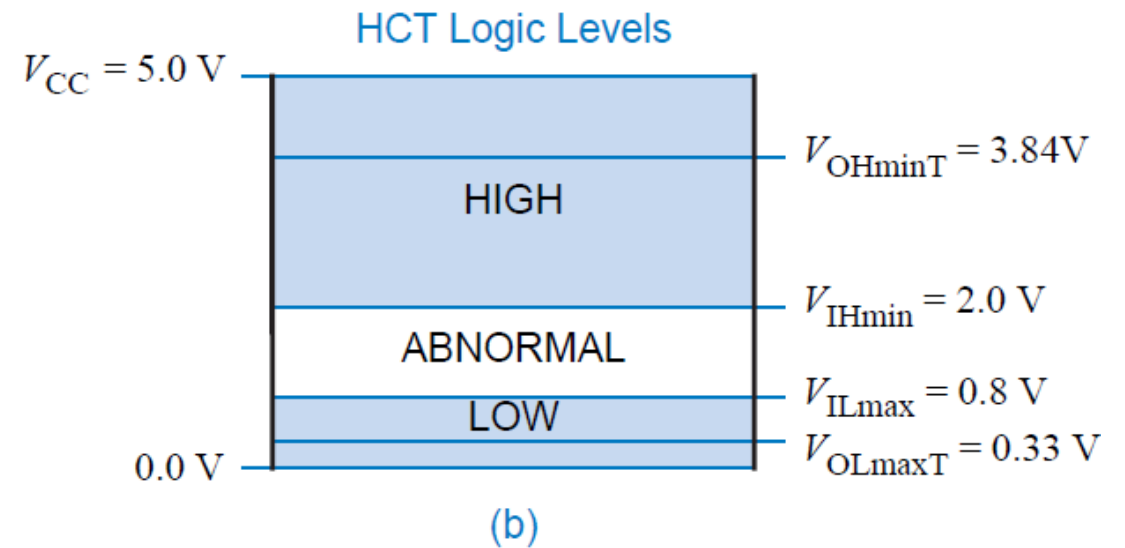 HCT Logic Levels
VCC = 5.0 V
VOHminT = 3.84V
HIGH
VIHmin = 2.0 V
ABNORMAL
VILmax = 0.8 V
LOW
VOLmaxT = 0.33 V
0.0 V
(b)